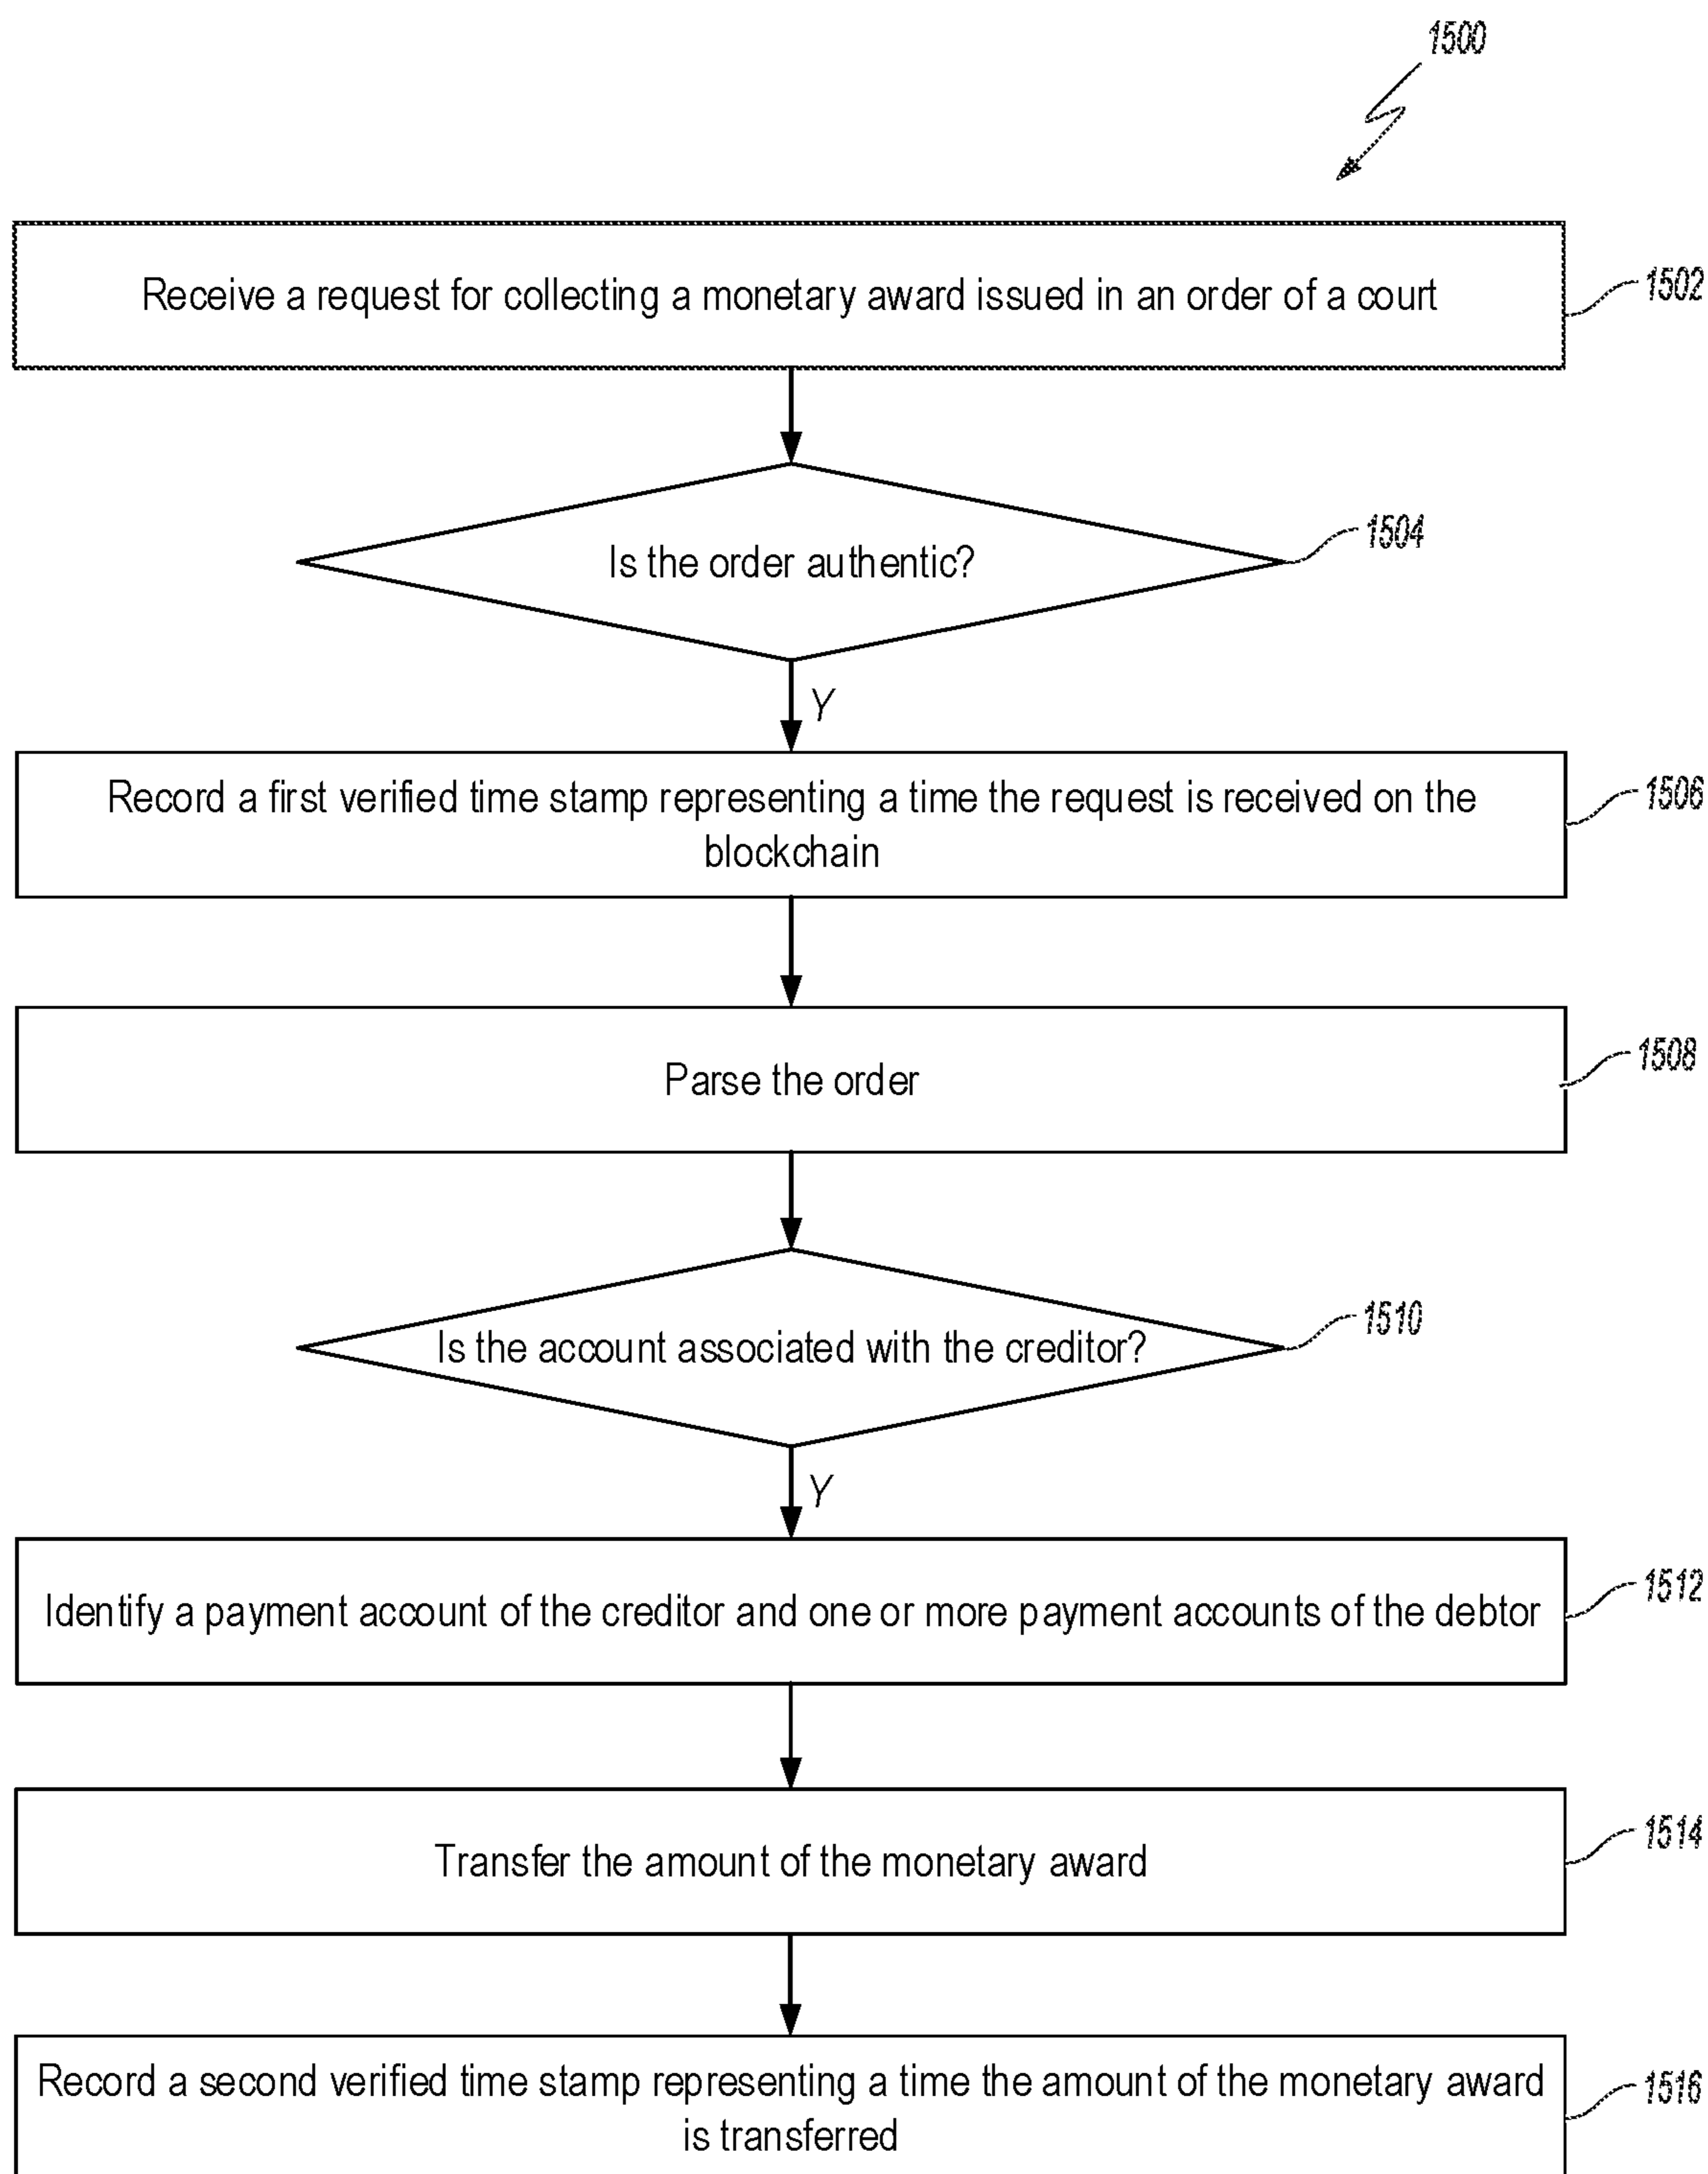 1500
Receive a request for collecting a monetary award issued in an order of a court
1502
Is the order authentic?
1504
Y
Record a first verified time stamp representing a time the request is received on the
blockchain
1506
Parse the order
1508
Is the account associated with the creditor?
1510
Y
Identify a payment account of the creditor and one or more payment accounts of the debtor
1512
Transfer the amount of the monetary award
1514
Record a second verified time stamp representing a time the amount of the monetary award
is transferred
1516